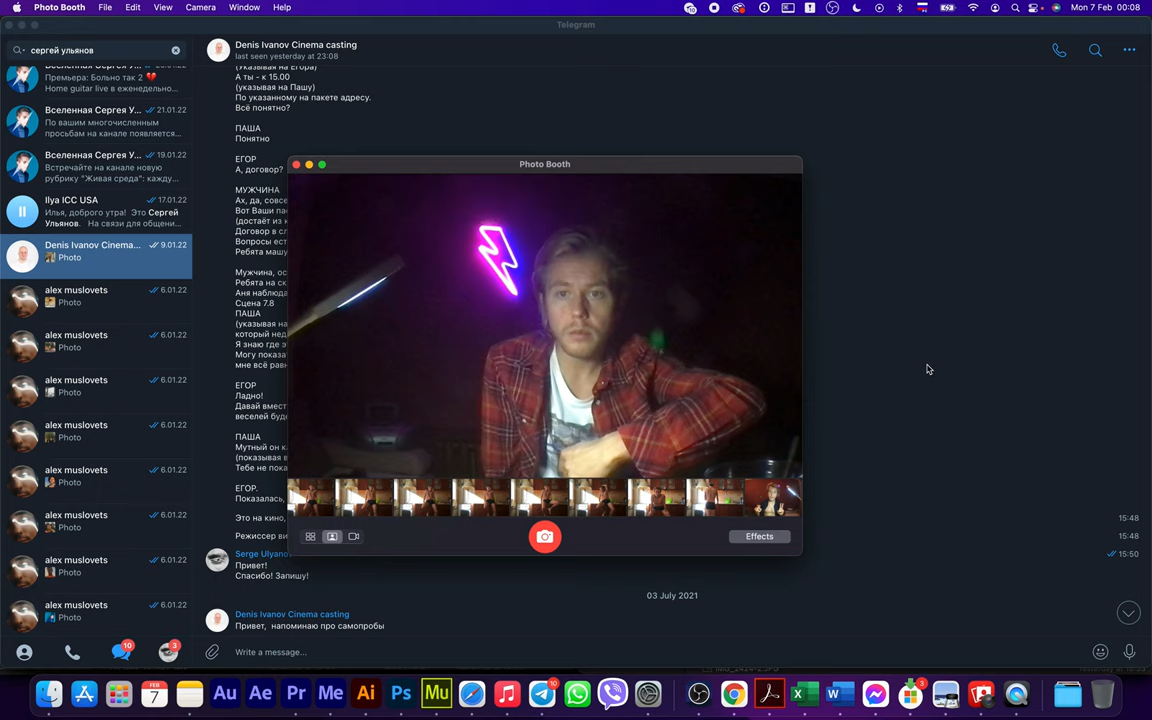 Photo Booth File Edit View Camera Window Help Mon 7 Feb 00:08
Telegram
сергей ульянов
Премьера: Больно так 2
Home guitar live в еженедельно...
Вселенная Сергея У... 21.01.22
По вашим многочисленным
просьбам на канале появляется...
Вселенная Сергея У... 19.01.22
Встречайте на канале новую
рубрику "Живая среда": кажду...
Ilya ICC USA 17.01.22
Илья, доброго утра! Это Сергей
Ульянов. На связи для общени...
Denis Ivanov Cinema... 9.01.22
Photo
alex muslovets 6.01.22
Photo
alex muslovets 6.01.22
Photo
alex muslovets 6.01.22
Photo
alex muslovets 6.01.22
Photo
alex muslovets 6.01.22
Photo
alex muslovets 6.01.22
Photo
alex muslovets 6.01.22
Photo
alex muslovets 6.01.22
Photo
10
3
Denis Ivanov Cinema casting
last seen yesterday at 23:08
(указывая на Егора)
А ты - к 15.00
(указывая на Пашу)
По указанному на пакете адресу.
Всё понятно?
ПАША
Понятно
ЕГОР
А, договор?
МУЖЧИНА
Ах, да, совсе
Вот Ваши па
(достаёт из к
Договор в сл
Вопросы ест
Ребята машу
Мужчина, ос
Ребята на ск
Аня наблюда
Сцена 7.8
ПАША
(указывая на
который нед
Я знаю где э
Могу показа
мне всё равн
ЕГОР
Ладно!
Давай вмест
веселей буд
ПАША
Мутный он к
(показывая в
Тебе не пока
ЕГОР.
Показалась,
Это на кино, 15:48
Режиссер ви 15:48
Serge Ulyano 15:50
Привет!
Спасибо! Запишу!
03 July 2021
Denis Ivanov Cinema casting
Привет, напоминаю про самопробы
Write a message...
Photo Booth
Effects
FEB
7
Au Ae Pr Me Ai Ps Mu
10
3